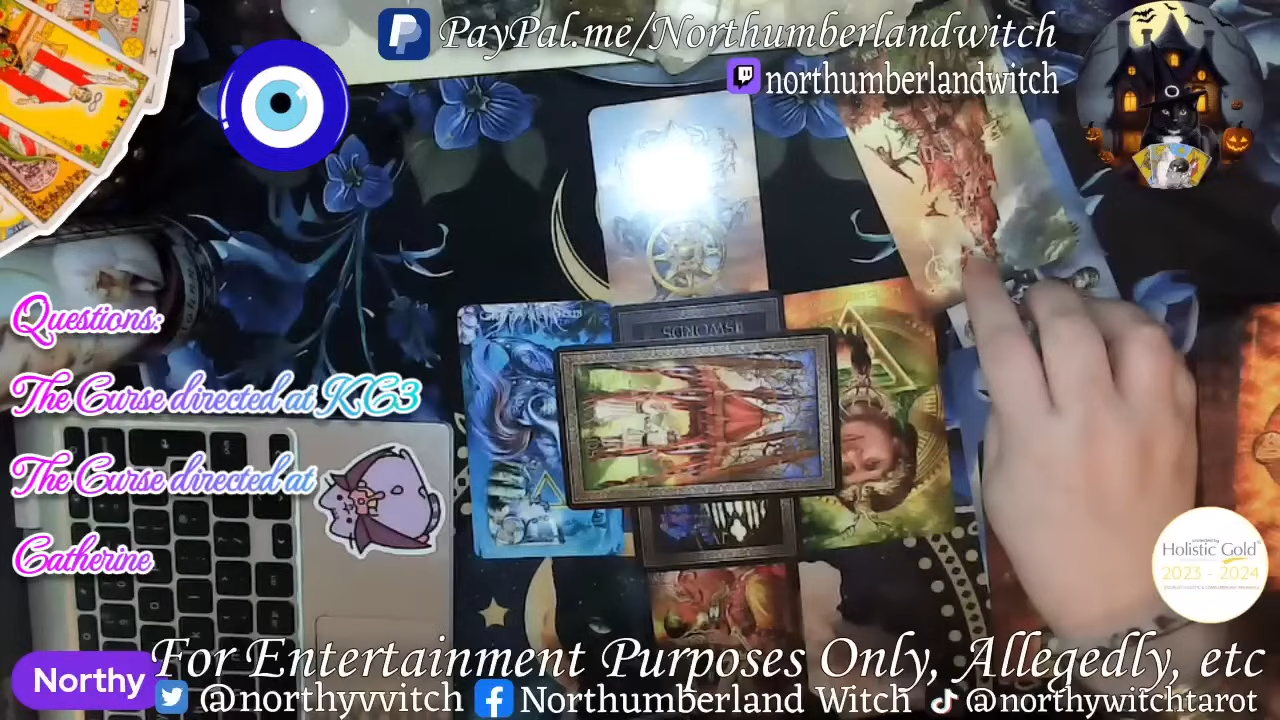 PayPal.me/Northumberlandwitch
northumberlandwitch
Questions:
The Curse directed at KC3
The Curse directed at
Catherine
SWORDS
Holistic Gold
2023 - 2024
For Entertainment Purposes Only, Allegedly, etc
Northy
@northyvvitch
Northumberland Witch
@northywitchtarot